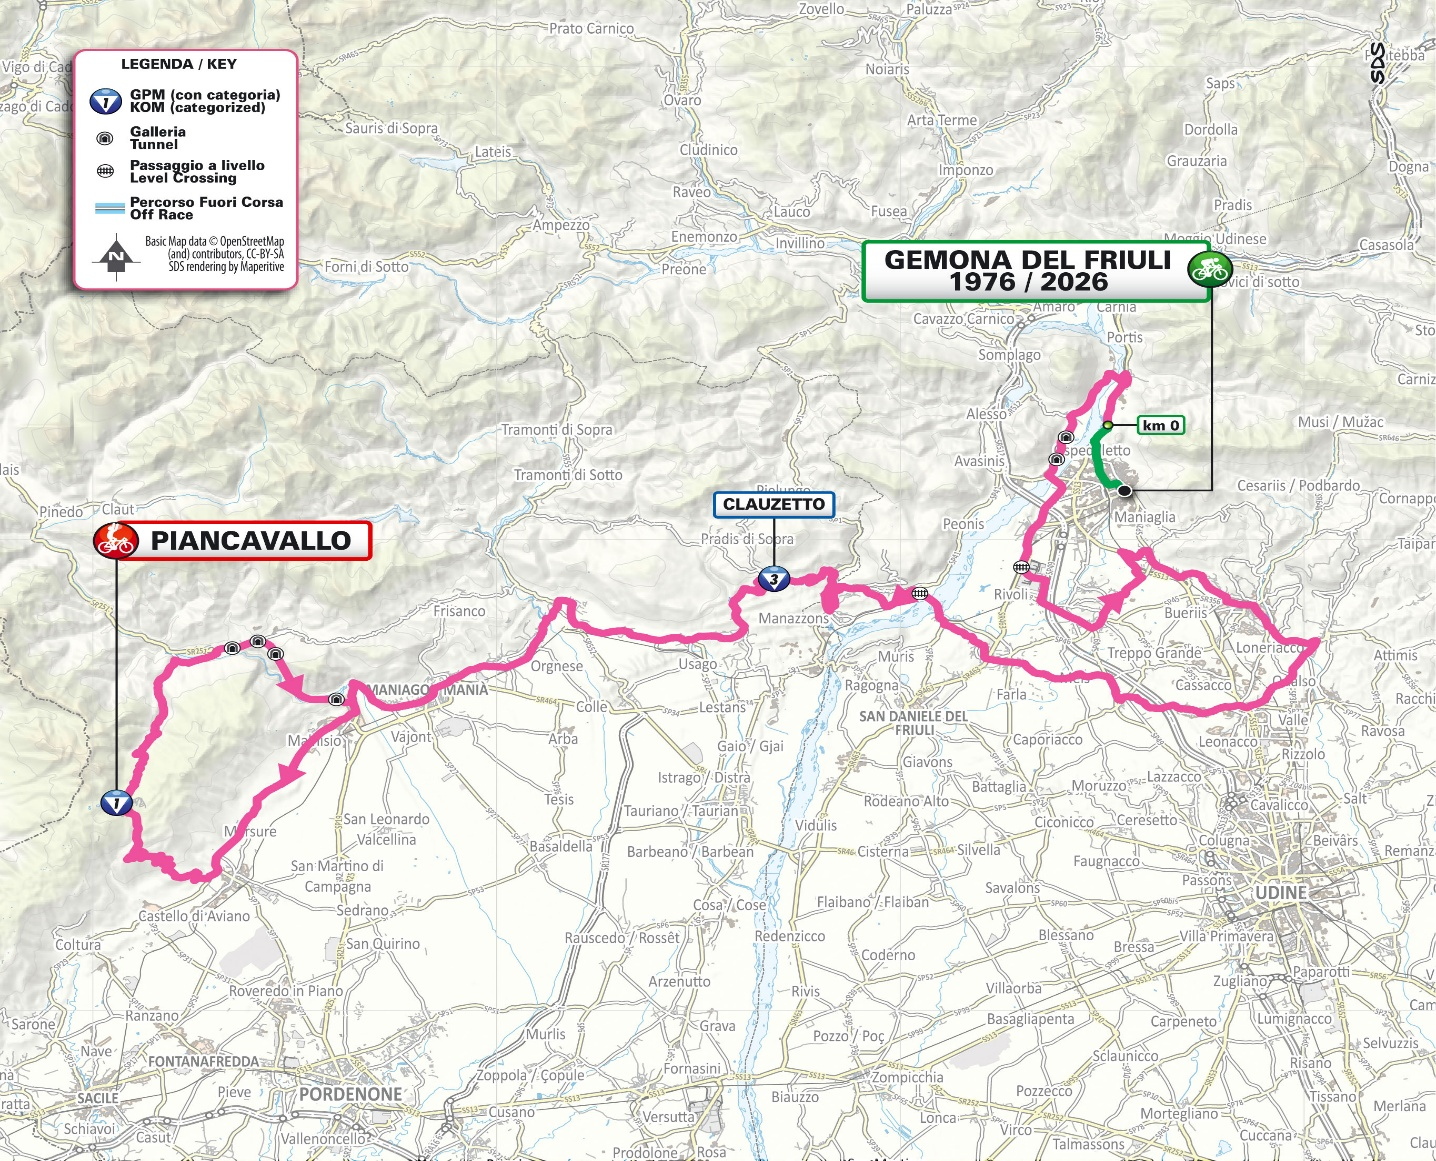 LEGENDA / KEY
GPM (con categoria)
KOM (categorized)
Galleria
Tunnel
Passaggio a livello
Level Crossing
Percorso Fuori Corsa
Off Race
N
Basic Map data © OpenStreetMap
(and) contributors, CC-BY-SA
SDS rendering by Maperitive
SDS
GEMONA DEL FRIULI
1976 / 2026
km 0
CLAUZETTO
3
PIANCAVALLO
1
Zovello
Paluzza
Prato Carnico
Noiaris
Saps
Ovaro
Arta Terme
Dordolla
Sauris di Sopra
Lateis
Cludinico
Imponzo
Grauzaria
Dogna
Raveo
Lauco
Fusea
Pradis
Ampezzo
Enemonzo
Invillino
Moggio Udinese
Casasola
Forni di Sotto
Preone
Cavazzo Carnico
Amaro
Carnia
Portis
Somplago
Alesso
Musi / Mužac
Tramonti di Sopra
Avasinis
Tramonti di Sotto
Cesariis / Podbardo
Pinedo
Claut
Peonis
Maniaglia
Pradis di Sopra
Frisanco
Manazzons
Rivoli
Bueriis
Orgnese
Usago
Muris
Treppo Grande
Loneriacco
Attimis
MANIAGO
Ragogna
Farla
Cassacco
Colle
Lestans
SAN DANIELE DEL
FRIULI
Valle
Vajont
Arba
Gaio / Gjai
Caporiacco
Leonacco
Rizzolo
Ravosa
Istrago / Distrà
Giavons
Battaglia
Moruzzo
Lazzacco
Tesis
Tauriano / Taurian
Rodeano Alto
Cavalicco
Salt
Marsure
San Leonardo
Valcellina
Vidulis
Ciconicco
Ceresetto
Cologna
Beivârs
Basaldella
Barbeano / Barbean
Cisterna
Silvella
Faugnacco
San Martino di
Campagna
Savalons
Passons
UDINE
Sedrano
Castello di Aviano
Cosa / Cose
Flaibano / Flaiban
Coltura
San Quirino
Rauscedo / Rossêt
Redenzicco
Blessano
Bressa
Villa Primavera
Coderno
Roveredo in Piano
Arzenutto
Rivis
Villaorba
Zugliano
Paparotti
Sarone
Ranzano
Murlis
Grava
Pozzo / Poç
Basagliapenta
Carpeneto
Lumignacco
Nave
FONTANAFREDDA
Zoppola / Çopule
Fornasini
Zompicchia
Sclaunicco
Risano
Selvuzzis
SACILE
Pieve
PORDENONE
Cusano
Versutta
Biauzzo
Lonca
Pozzecco
Mortegliano
Tissano
Merlana
Schiavoi
Casut
Vallenoncello
Prodolone
Rosa
Virco
Talmassons
Cuccana